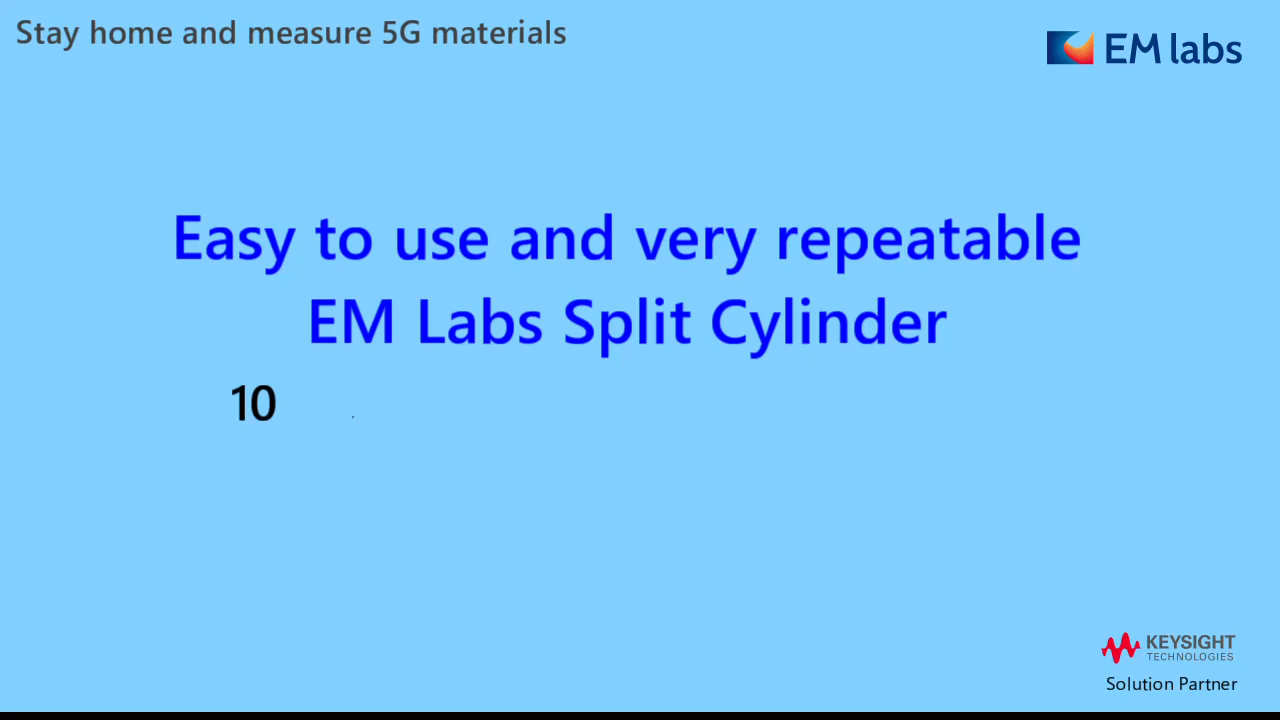 Stay home and measure 5G materials
EM labs
Easy to use and very repeatable
EM Labs Split Cylinder
10
KEYSIGHT
TECHNOLOGIES
Solution Partner